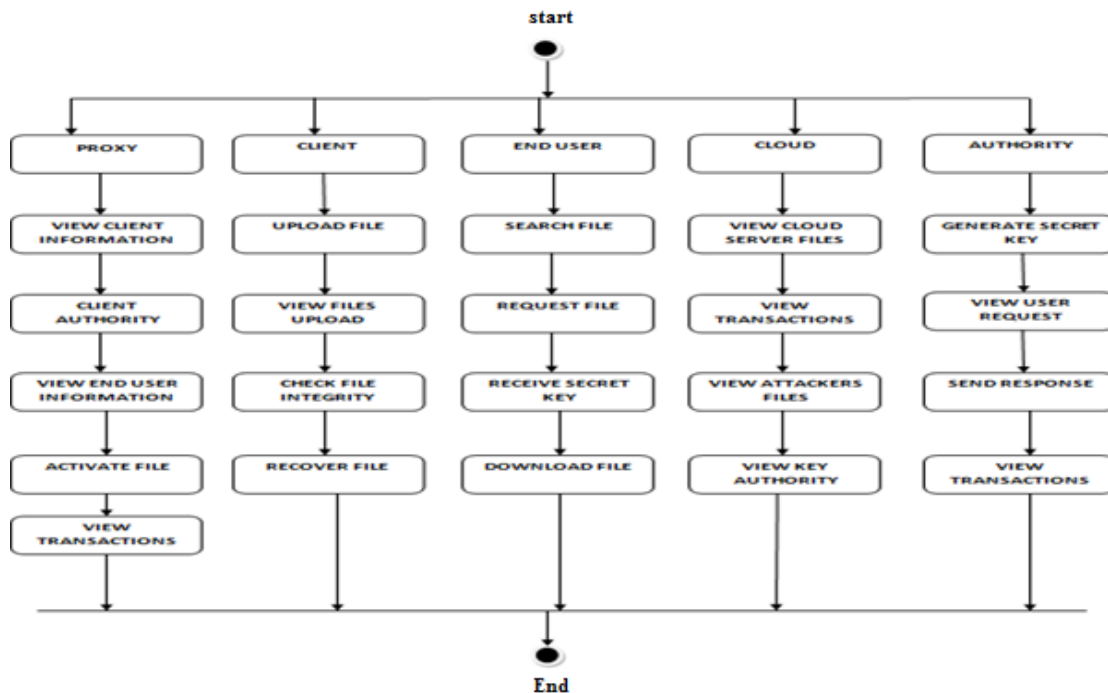 start
PROXY
VIEW CLIENT
INFORMATION
CLIENT
AUTHORITY
VIEW END USER
INFORMATION
ACTIVATE FILE
VIEW
TRANSACTIONS
CLIENT
UPLOAD FILE
VIEW FILES
UPLOAD
CHECK FILE
INTEGRITY
RECOVER FILE
END USER
SEARCH FILE
REQUEST FILE
RECEIVE SECRET
KEY
DOWNLOAD FILE
CLOUD
VIEW CLOUD
SERVER FILES
VIEW
TRANSACTIONS
VIEW ATTACKERS
FILES
VIEW KEY
AUTHORITY
AUTHORITY
GENERATE SECRET
KEY
VIEW USER
REQUEST
SEND RESPONSE
VIEW
TRANSACTIONS
End